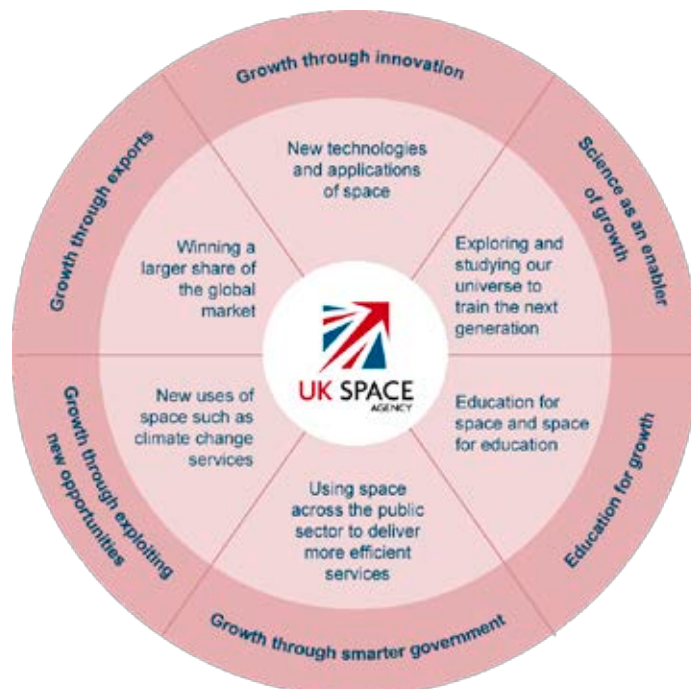 Growth through innovation
New technologies
and applications
of space
Science as an enabler
of growth
Exploring and
studying our
universe to
train the next
generation
Education for growth
Education for
space and space
for education
Growth through smarter government
Using space
across the public
sector to deliver
more efficient
services
Growth through exploiting
new opportunities
New uses of
space such as
climate change
services
Growth through exports
Winning a
larger share of
the global
market
UK SPACE
AGENCY